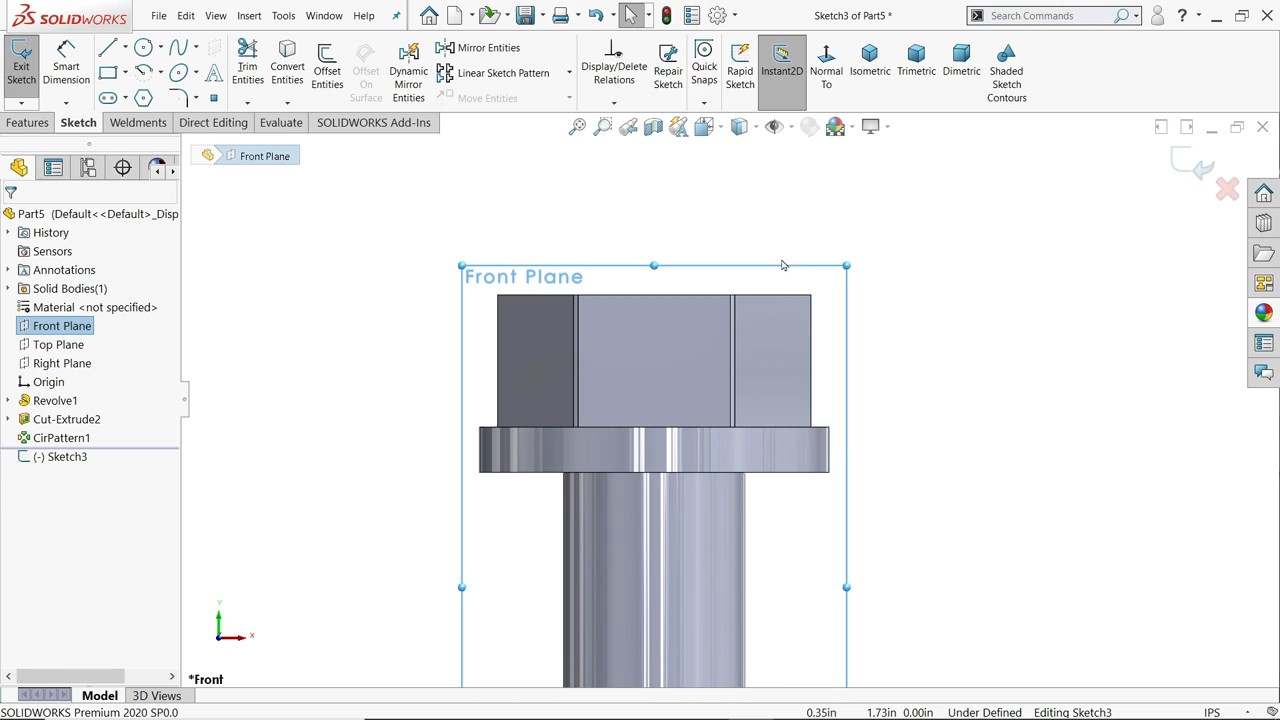 SOLIDWORKS
File
Edit
View
Insert
Tools
Window
Help
Sketch3 of Part5 *
Search Commands
?
Exit Sketch
Smart Dimension
Trim Entities
Convert Entities
Offset Entities
Offset On Surface
Mirror Entities
Linear Sketch Pattern
Move Entities
Dynamic Mirror Entities
Display/Delete Relations
Repair Sketch
Quick Snaps
Rapid Sketch
Instant2D
Normal To
Isometric
Trimetric
Dimetric
Shaded Sketch Contours
Features
Sketch
Weldments
Direct Editing
Evaluate
SOLIDWORKS Add-Ins
Front Plane
Part5 (Default<<Default>_Disp
History
Sensors
Annotations
Solid Bodies(1)
Material <not specified>
Front Plane
Top Plane
Right Plane
Origin
Revolve1
Cut-Extrude2
CirPattern1
(-) Sketch3
Front Plane
Y
X
*Front
Model
3D Views
SOLIDWORKS Premium 2020 SP0.0
0.35in
1.73in
0.00in
Under Defined
Editing Sketch3
IPS